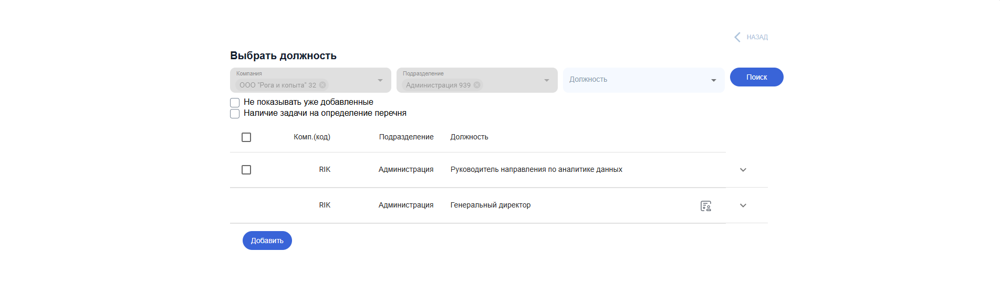 НАЗАД
Выбрать должность
Компания
ООО "Рога и копыта" 32
Подразделение
Администрация 939
Должность
Поиск
Не показывать уже добавленные
Наличие задачи на определение перечня
Комп.(код) Подразделение Должность
RIK Администрация Руководитель направления по аналитике данных
RIK Администрация Генеральный директор
Добавить